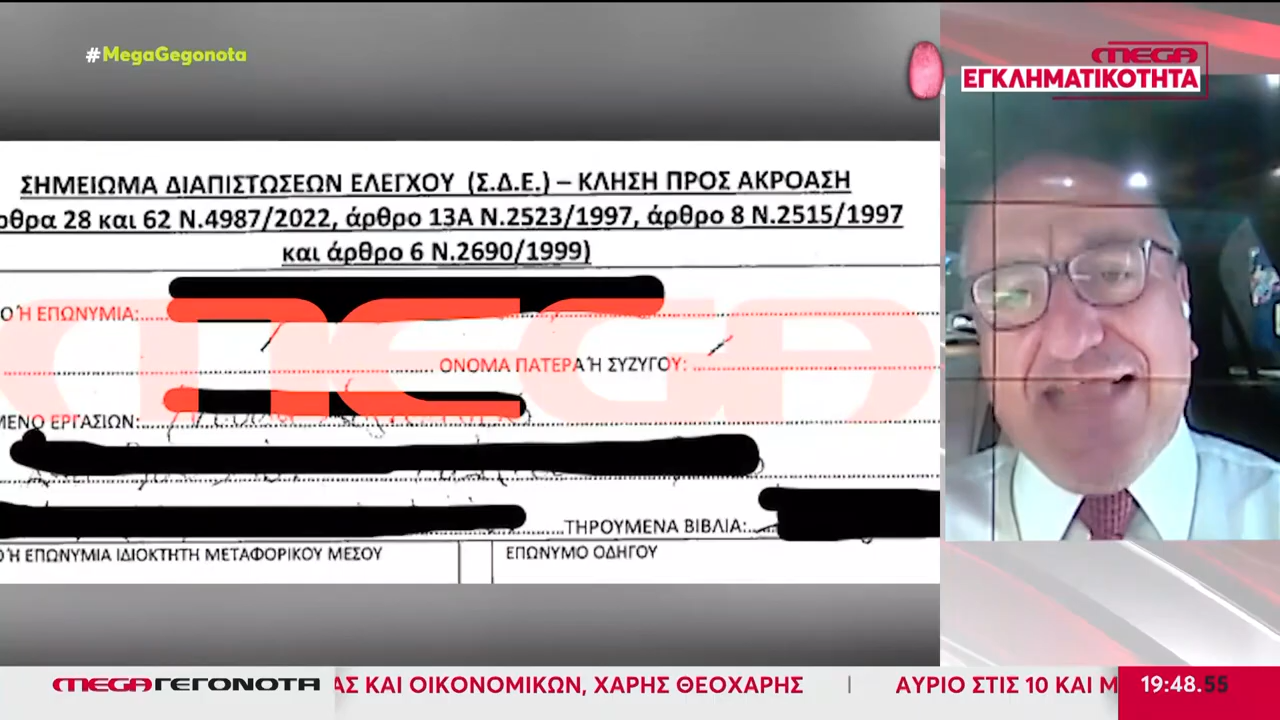 #MegaGegonota
MEGA
ΕΓΚΛΗΜΑΤΙΚΟΤΗΤΑ
ΣΗΜΕΙΩΜΑ ΔΙΑΠΙΣΤΩΣΕΩΝ ΕΛΕΓΧΟΥ (Σ.Δ.Ε.) – ΚΛΗΣΗ ΠΡΟΣ ΑΚΡΟΑΣΗ
ρθρα 28 και 62 Ν.4987/2022, άρθρο 13Α Ν.2523/1997, άρθρο 8 Ν.2515/1997
και άρθρο 6 Ν.2690/1999)
Ο Ή ΕΠΩΝΥΜΙΑ:
MEGA
ΟΝΟΜΑ ΠΑΤΕΡΑ Ή ΣΥΖΥΓΟΥ:
ΜΕΝΟ ΕΡΓΑΣΙΩΝ:
ΤΗΡΟΥΜΕΝΑ ΒΙΒΛΙΑ:
Ο Ή ΕΠΩΝΥΜΙΑ ΙΔΙΟΚΤΗΤΗ ΜΕΤΑΦΟΡΙΚΟΥ ΜΕΣΟΥ
ΕΠΩΝΥΜΟ ΟΔΗΓΟΥ
MEGA ΓΕΓΟΝΟΤΑ
ΑΣ ΚΑΙ ΟΙΚΟΝΟΜΙΚΩΝ, ΧΑΡΗΣ ΘΕΟΧΑΡΗΣ | ΑΥΡΙΟ ΣΤΙΣ 10 ΚΑΙ Μ
19:48.55